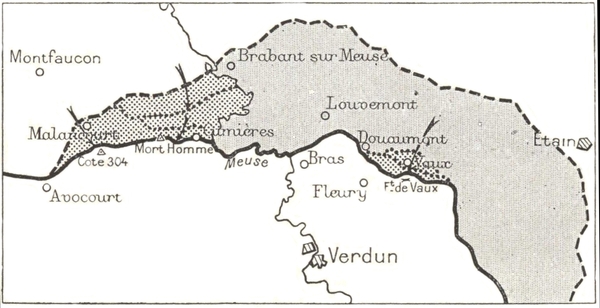 Montfaucon
Brabant sur Meuse
Louvemont
Malancourt
Mort Homme
Cumières
Côte 304
Meuse
Bras
Douaumont
Vaux
Etain
Avocourt
Fleury
Ft. de Vaux
Verdun